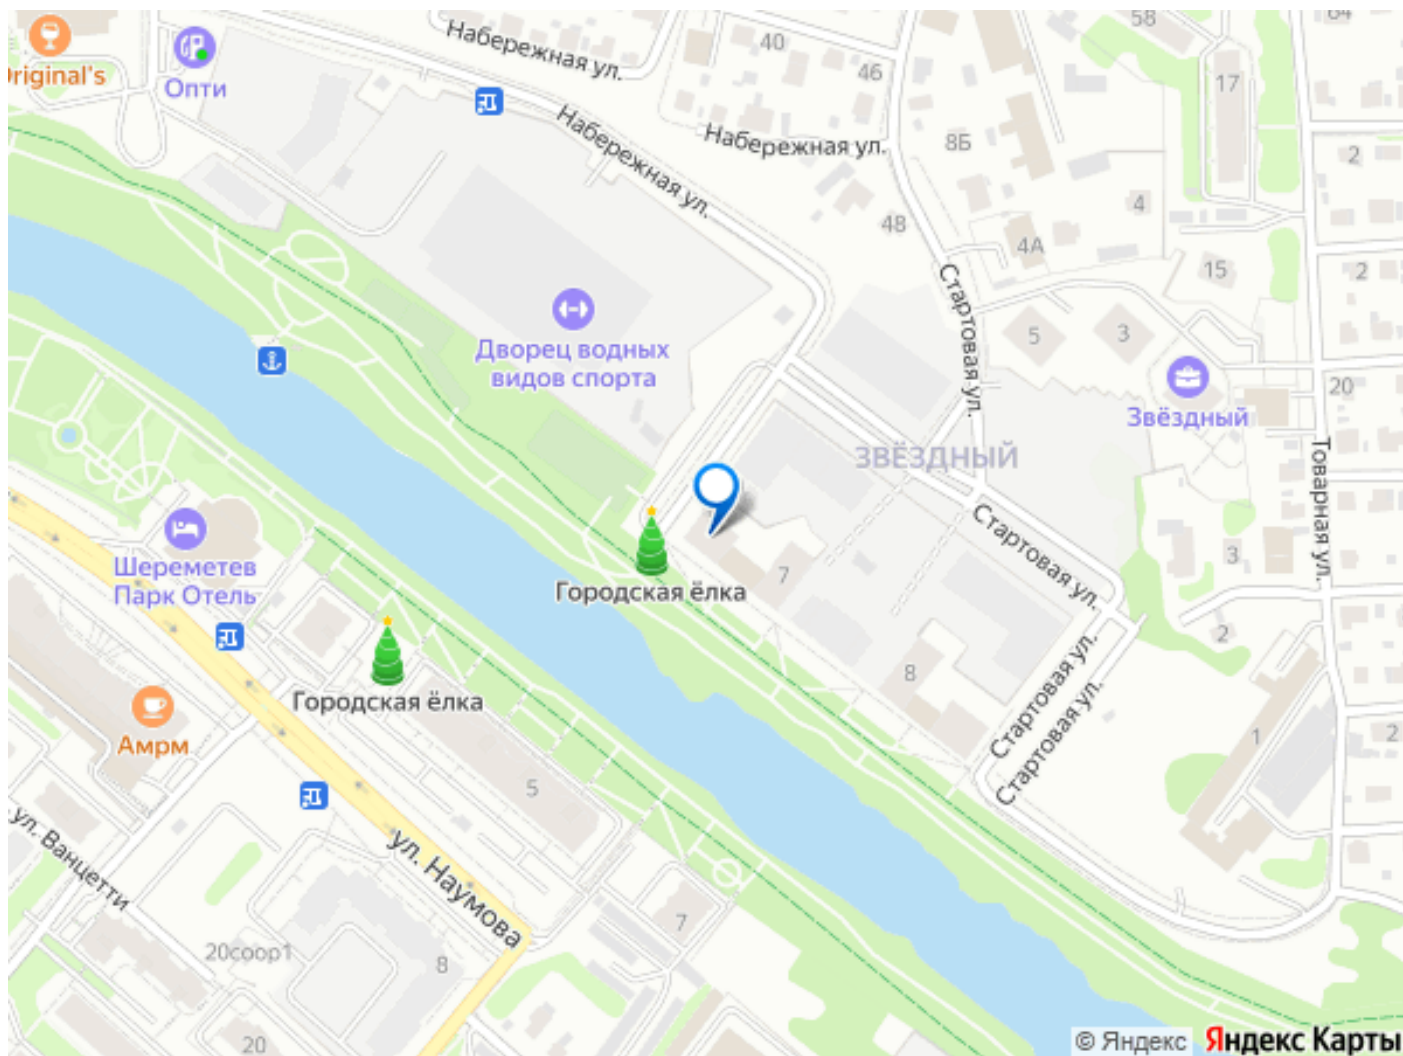 58
64
Набережная ул.
40
Original's
Опти
46
17
Набережная ул.
Набережная ул.
8Б
2
4
48
4А
15
2
Стартовая ул.
5
3
Дворец водных
видов спорта
20
Звёздный
ЗВЁЗДНЫЙ
Товарная ул.
Стартовая ул.
3
Шереметев
Парк Отель
7
Городская ёлка
2
Стартовая ул.
Стартовая ул.
8
Городская ёлка
1
2
Амрм
5
ул. Ванцетти
ул. Наумова
7
20соор1
8
20
© Яндекс
Яндекс Карты